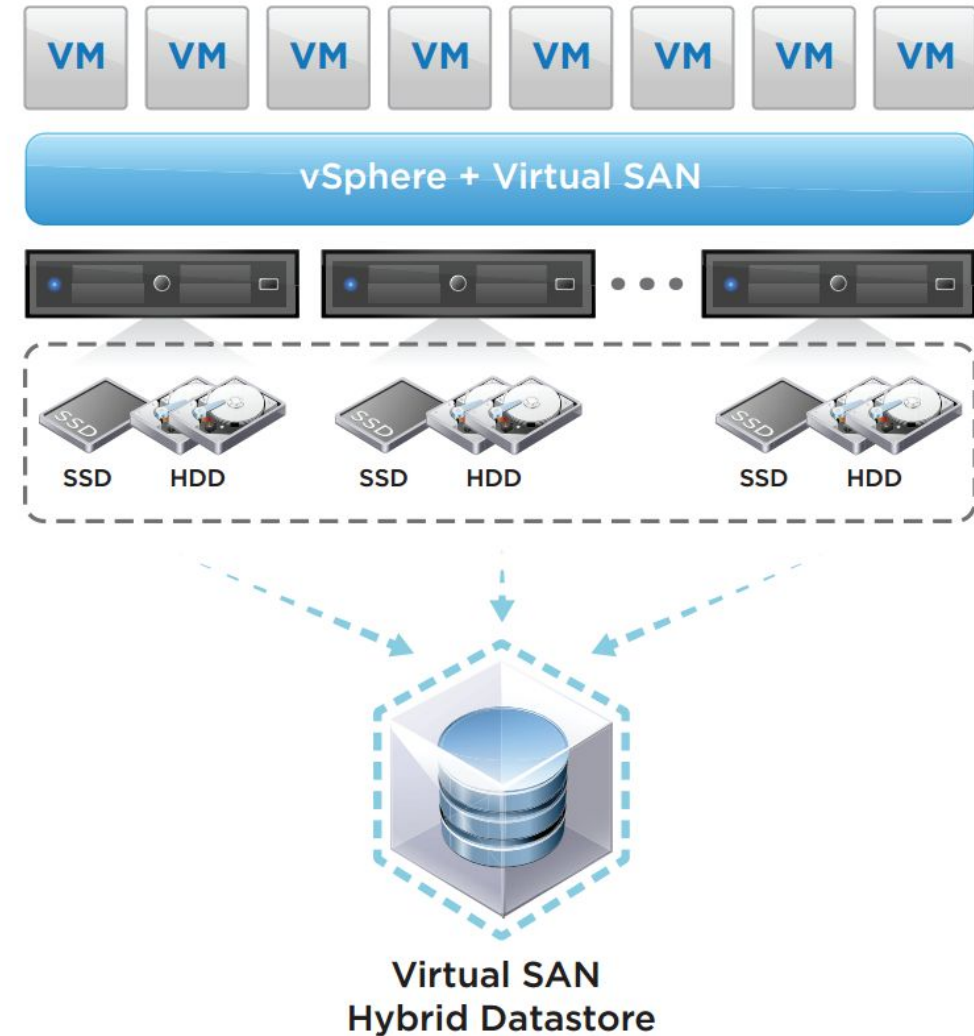 VM VM VM VM VM VM VM VM
vSphere + Virtual SAN
SSD SSD SSD
SSD HDD SSD HDD SSD HDD
Virtual SAN
Hybrid Datastore